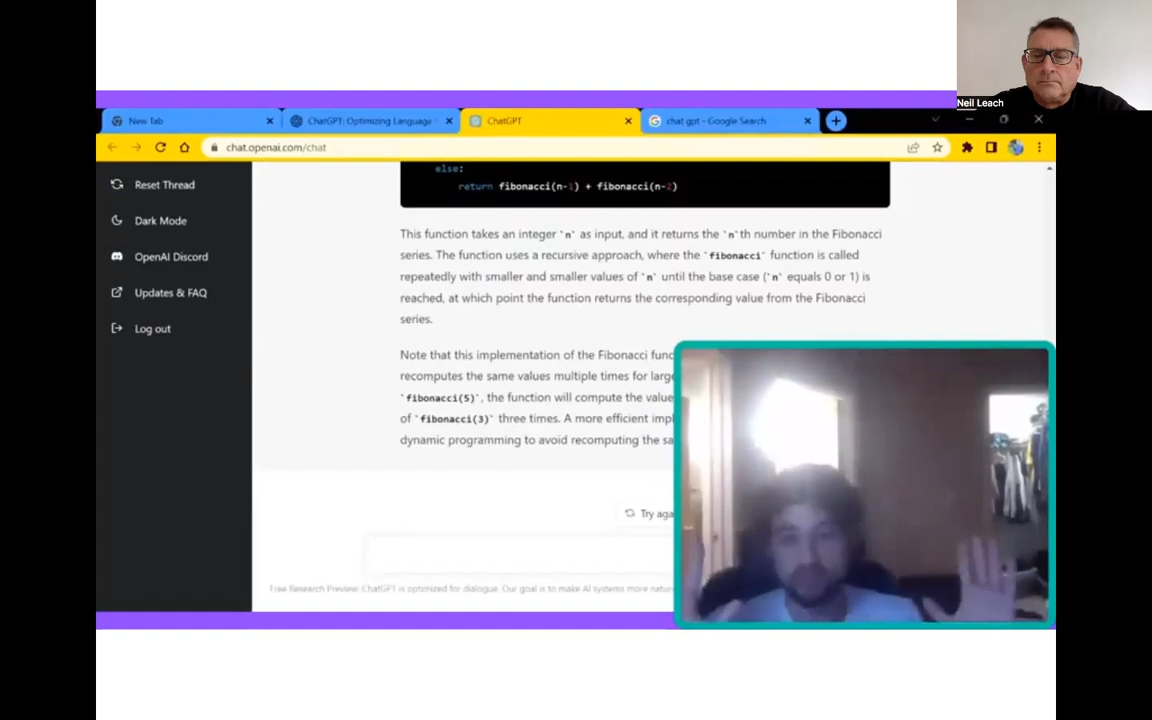 Neil Leach
New Tab
ChatGPT: Optimizing Language
ChatGPT
chat gpt - Google Search
chat.openai.com/chat
Reset Thread
Dark Mode
OpenAI Discord
Updates & FAQ
Log out
else:
return fibonacci(n-1) + fibonacci(n-2)
This function takes an integer `n` as input, and it returns the `n`th number in the Fibonacci
series. The function uses a recursive approach, where the `fibonacci` function is called
repeatedly with smaller and smaller values of `n` until the base case (`n` equals 0 or 1) is
reached, at which point the function returns the corresponding value from the Fibonacci
series.
Note that this implementation of the Fibonacci func
recomputes the same values multiple times for large
`fibonacci(5)`, the function will compute the value
of `fibonacci(3)` three times. A more efficient impl
dynamic programming to avoid recomputing the sa
Try aga
Free Research Preview: ChatGPT is optimized for dialogue. Our goal is to make AI systems more natur